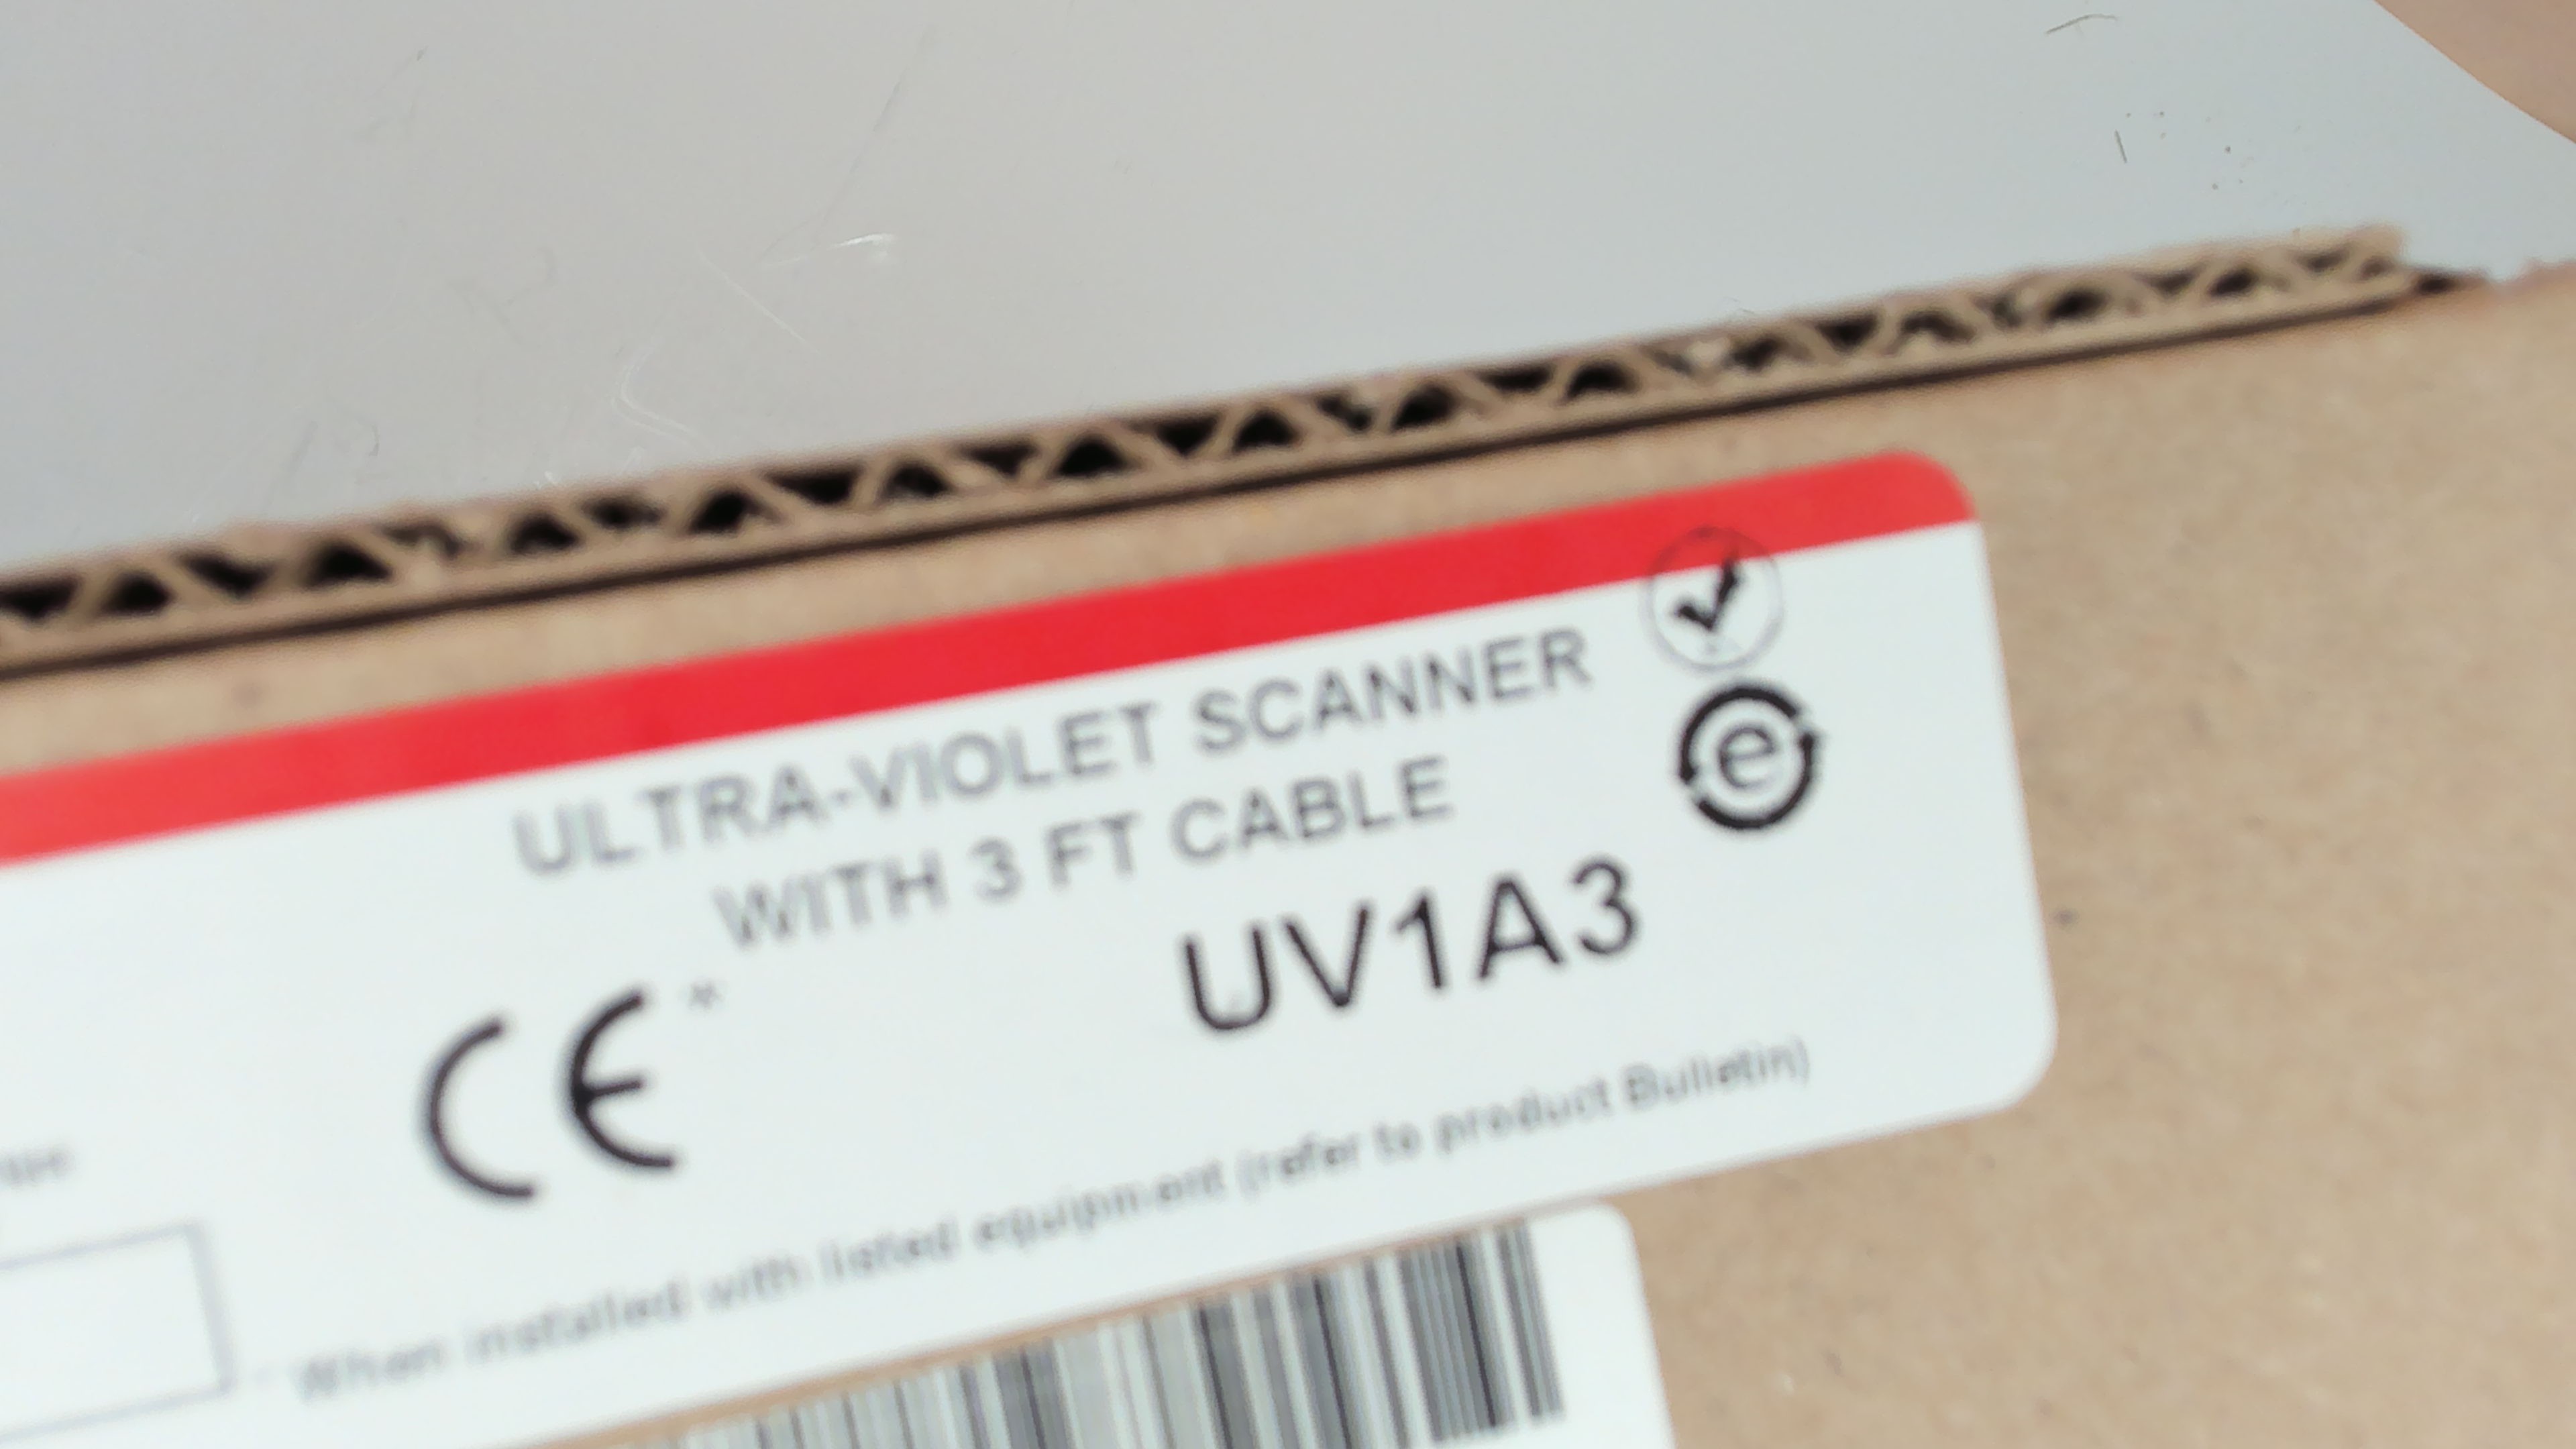 ULTRA-VIOLET SCANNER
WITH 3 FT CABLE
UV1A3
CE *
e
When installed with listed equipment (refer to product Bulletin)